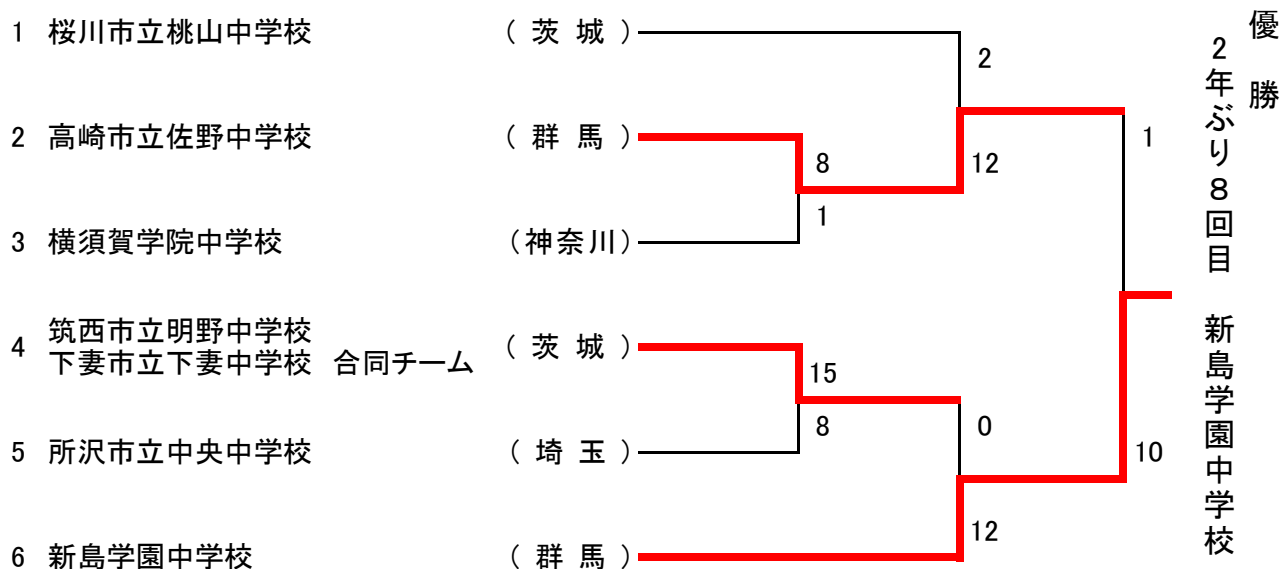 1 桜川市立桃山中学校 （ 茨 城 ）
2
2 高崎市立佐野中学校 （ 群 馬 ）
8
12
1
1
3 横須賀学院中学校 （神奈川）
4 筑西市立明野中学校
下妻市立下妻中学校 合同チーム （ 茨 城 ）
15
8
0
10
5 所沢市立中央中学校 （ 埼 玉 ）
12
6 新島学園中学校 （ 群 馬 ）
優勝
2年ぶり８回目 新島学園中学校